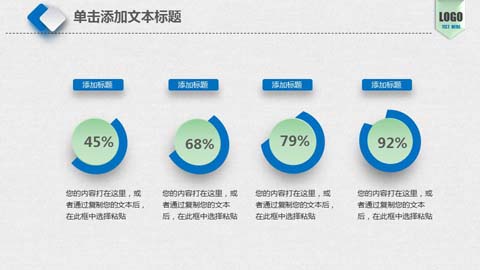 单击添加文本标题
LOGO
TEXT HERE
添加标题
添加标题
添加标题
添加标题
45%
68%
79%
92%
您的内容打在这里，或
者通过复制您的文本后，
在此框中选择粘贴
您的内容打在这里，或
者通过复制您的文本
后，在此框中选择粘贴
您的内容打在这里，或
者通过复制您的文本后，
在此框中选择粘贴
您的内容打在这里，或
者通过复制您的文本
后，在此框中选择粘贴